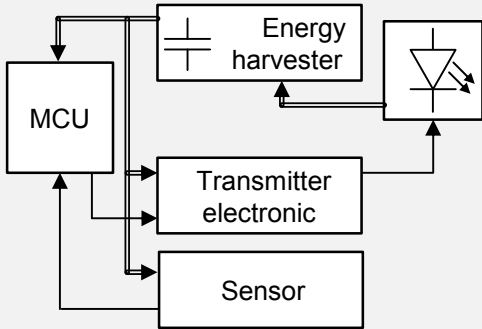 Energy
harvester
MCU
Transmitter
electronic
Sensor